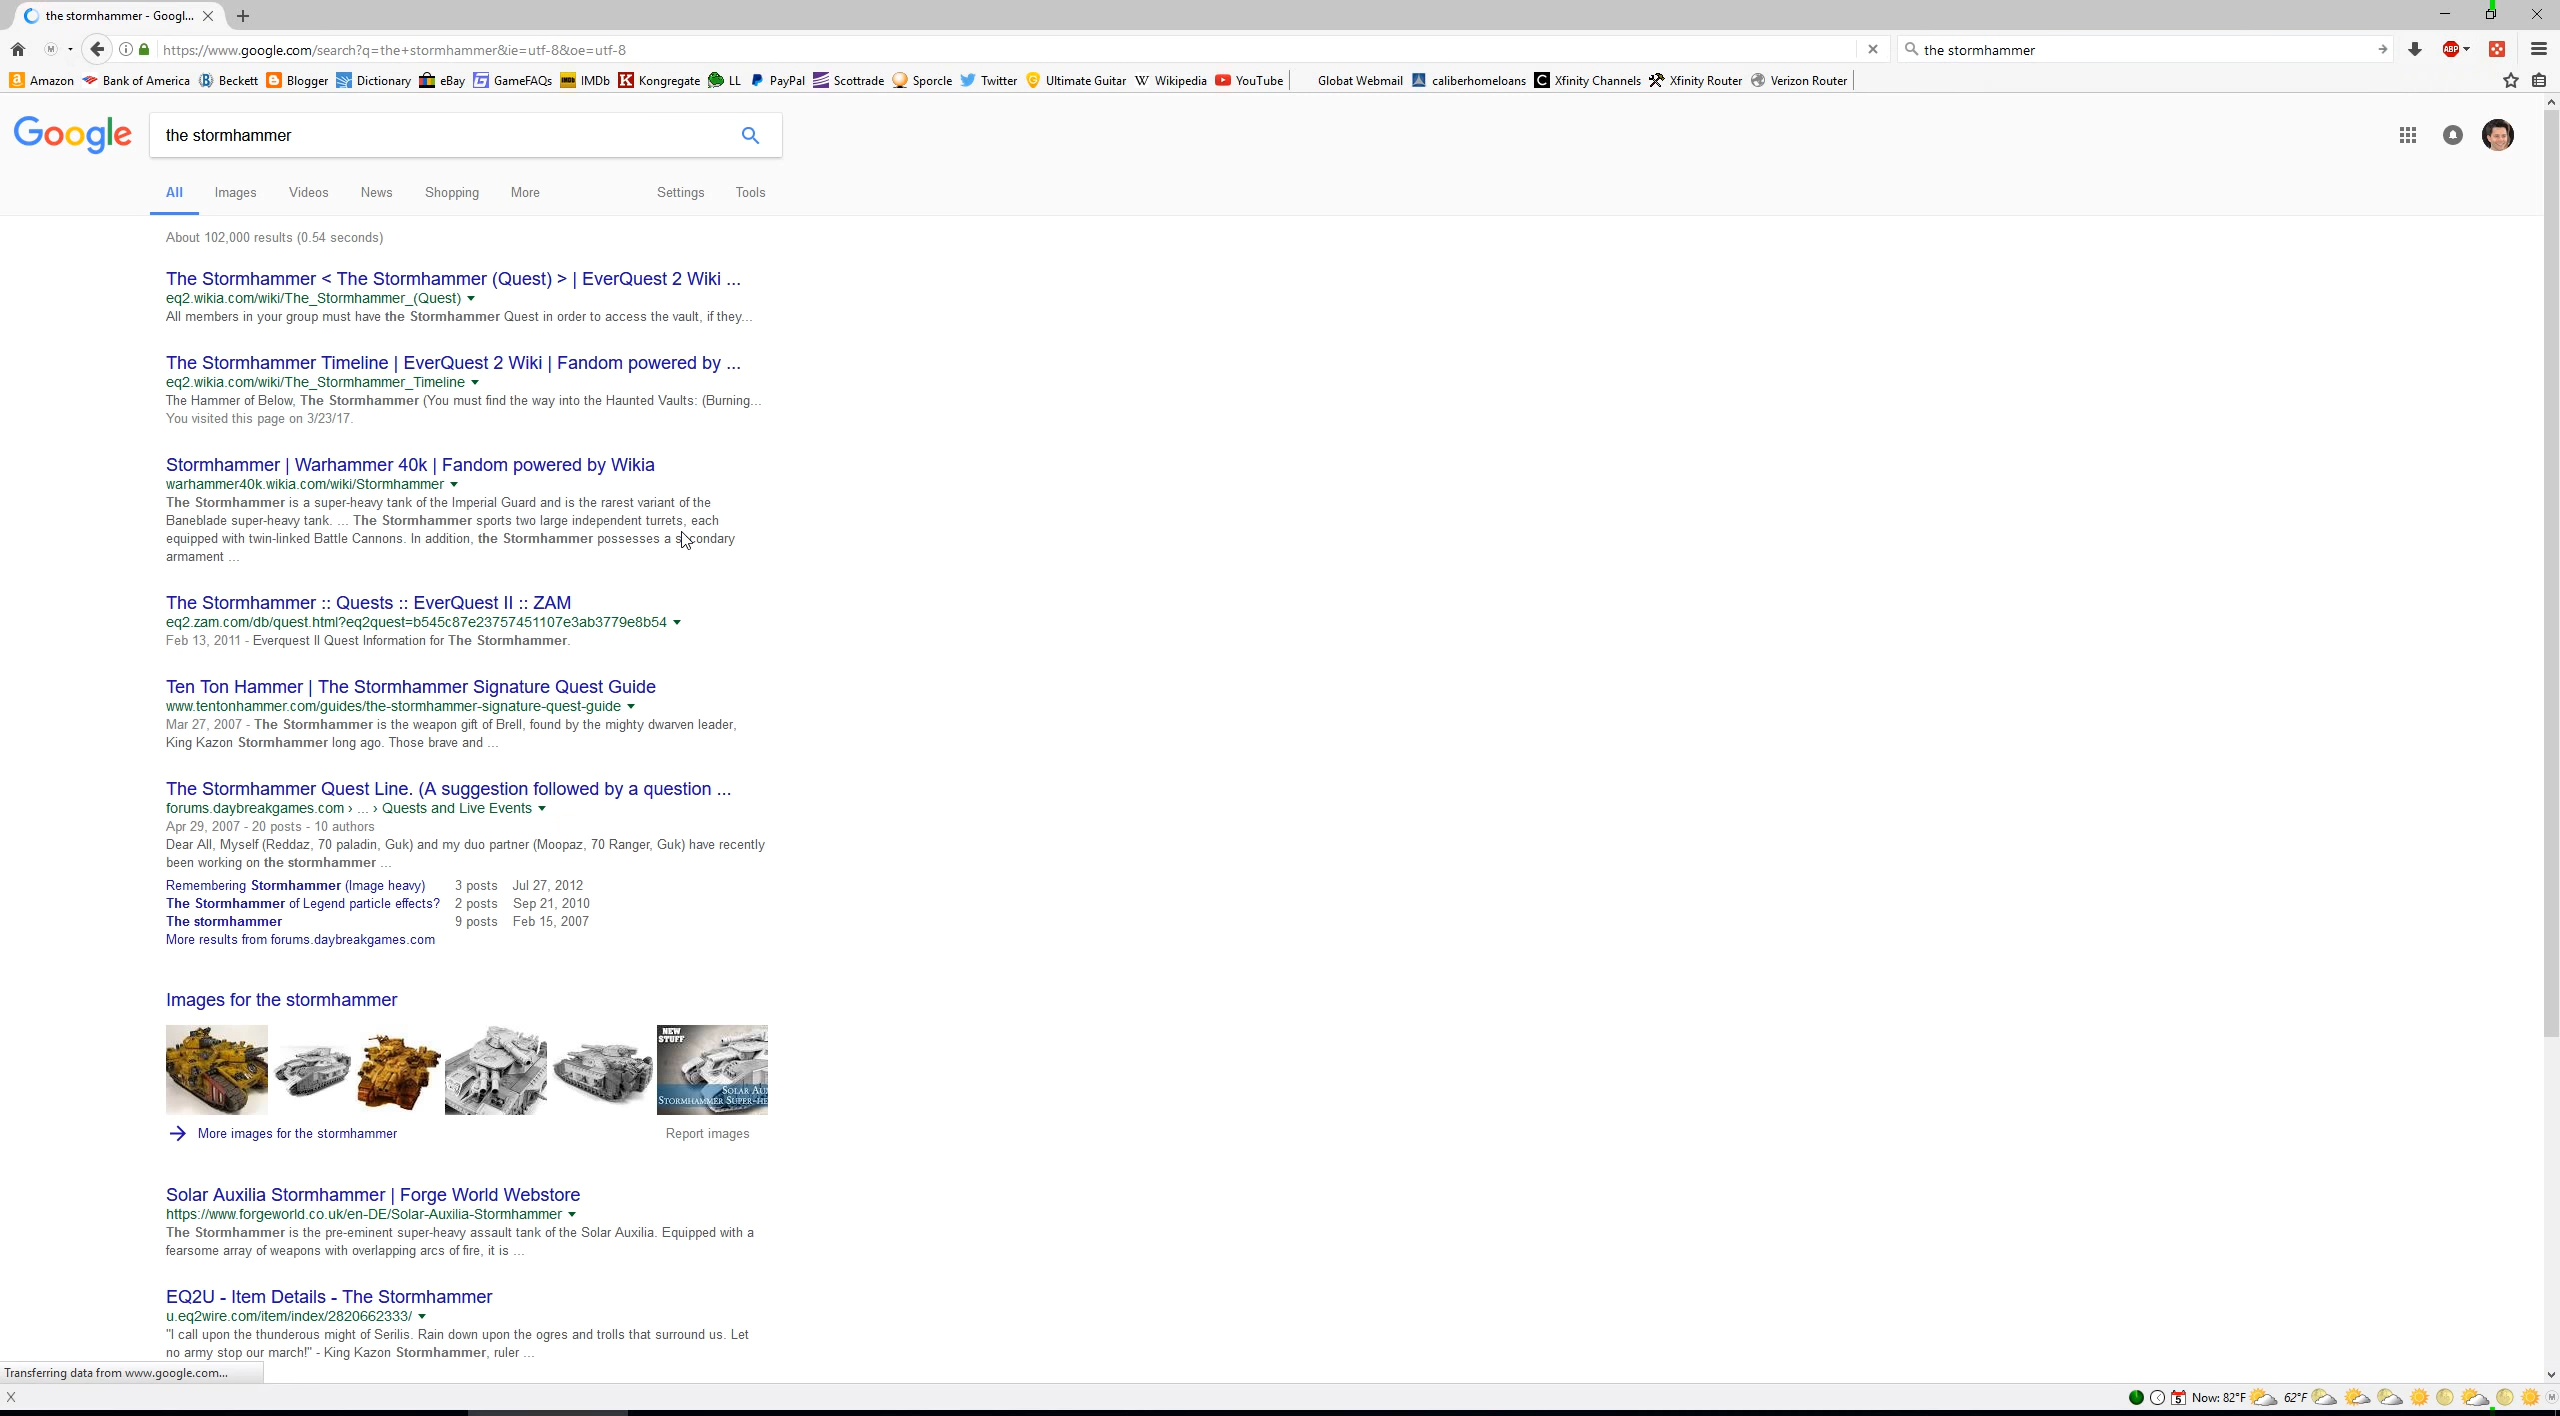 the stormhammer - Googl...
https://www.google.com/search?q=the+stormhammer&ie=utf-8&oe=utf-8
the stormhammer
ABP
Amazon Bank of America Beckett Blogger Dictionary eBay GameFAQs IMDb Kongregate LL PayPal Scottrade Sporcle Twitter Ultimate Guitar Wikipedia YouTube Globat Webmail caliberhomeloans Xfinity Channels Xfinity Router Verizon Router
Google
the stormhammer
All Images Videos News Shopping More Settings Tools
About 102,000 results (0.54 seconds)
The Stormhammer < The Stormhammer (Quest) > | EverQuest 2 Wiki ...
eq2.wikia.com/wiki/The_Stormhammer_(Quest)
All members in your group must have the Stormhammer Quest in order to access the vault, if they...
The Stormhammer Timeline | EverQuest 2 Wiki | Fandom powered by ...
eq2.wikia.com/wiki/The_Stormhammer_Timeline
The Hammer of Below, The Stormhammer (You must find the way into the Haunted Vaults: (Burning...
You visited this page on 3/23/17.
Stormhammer | Warhammer 40k | Fandom powered by Wikia
warhammer40k.wikia.com/wiki/Stormhammer
The Stormhammer is a super-heavy tank of the Imperial Guard and is the rarest variant of the
Baneblade super-heavy tank. ... The Stormhammer sports two large independent turrets, each
equipped with twin-linked Battle Cannons. In addition, the Stormhammer possesses a secondary
armament ...
The Stormhammer :: Quests :: EverQuest II :: ZAM
eq2.zam.com/db/quest.html?eq2quest=b545c87e23757451107e3ab3779e8b54
Feb 13, 2011 - Everquest II Quest Information for The Stormhammer.
Ten Ton Hammer | The Stormhammer Signature Quest Guide
www.tentonhammer.com/guides/the-stormhammer-signature-quest-guide
Mar 27, 2007 - The Stormhammer is the weapon gift of Brell, found by the mighty dwarven leader,
King Kazon Stormhammer long ago. Those brave and ...
The Stormhammer Quest Line. (A suggestion followed by a question ...
forums.daybreakgames.com › ... › Quests and Live Events
Apr 29, 2007 - 20 posts - 10 authors
Dear All, Myself (Reddaz, 70 paladin, Guk) and my duo partner (Moopaz, 70 Ranger, Guk) have recently
been working on the stormhammer ...
Remembering Stormhammer (Image heavy) 3 posts Jul 27, 2012
The Stormhammer of Legend particle effects? 2 posts Sep 21, 2010
The stormhammer 9 posts Feb 15, 2007
More results from forums.daybreakgames.com
Images for the stormhammer
NEW
STUFF
SOLAR AUX
STORMHAMMER SUPER-HE
More images for the stormhammer Report images
Solar Auxilia Stormhammer | Forge World Webstore
https://www.forgeworld.co.uk/en-DE/Solar-Auxilia-Stormhammer
The Stormhammer is the pre-eminent super-heavy assault tank of the Solar Auxilia. Equipped with a
fearsome array of weapons with overlapping arcs of fire, it is ...
EQ2U - Item Details - The Stormhammer
u.eq2wire.com/item/index/2820662333/
"I call upon the thunderous might of Serilis. Rain down upon the ogres and trolls that surround us. Let
no army stop our march!" - King Kazon Stormhammer, ruler ...
Transferring data from www.google.com...
5 Now: 82°F 62°F